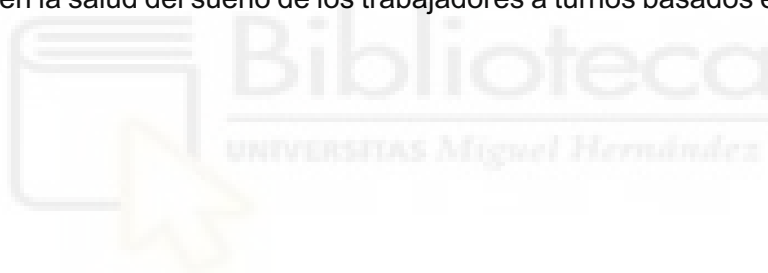 en la salud del sueño de los trabajadores a turnos basados e
Biblioteca
UNIVERSITAS Miguel Hernández